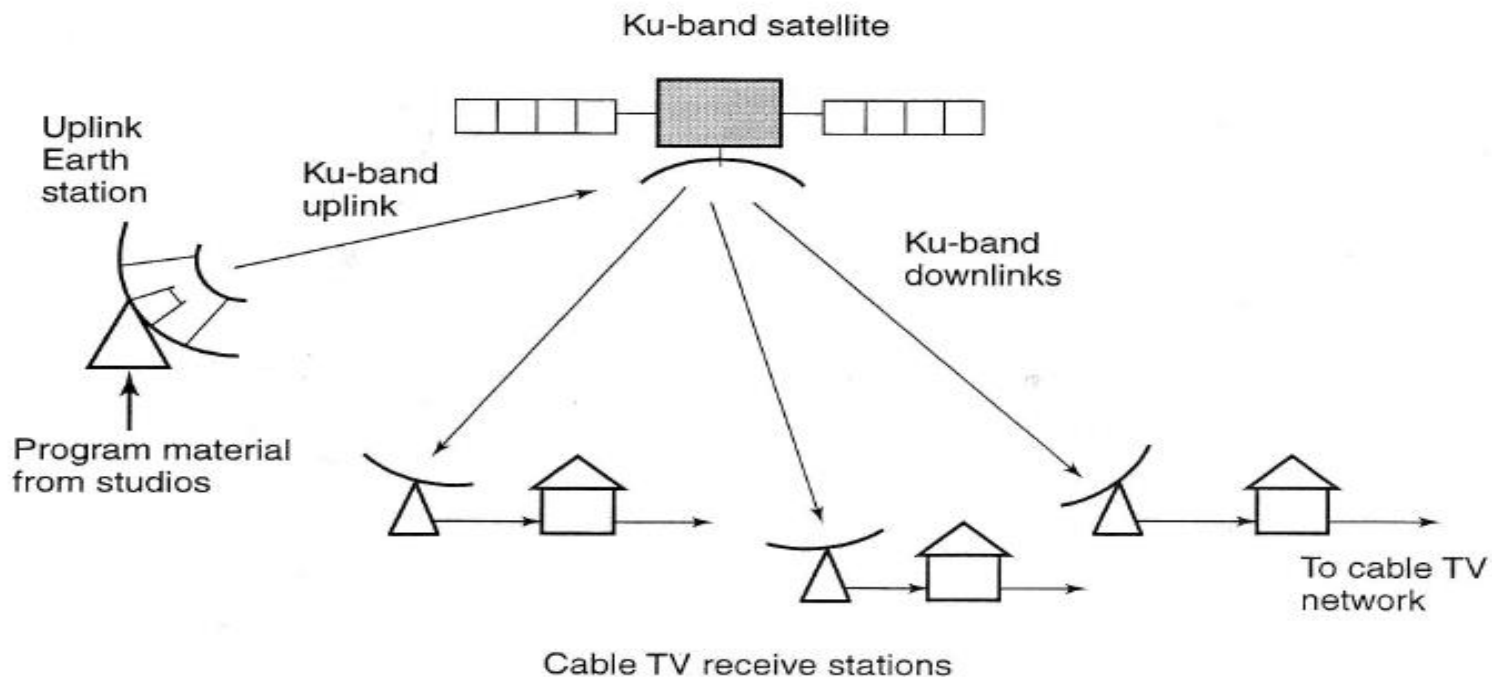 Ku-band satellite
Uplink
Earth
station
Ku-band
uplink
Ku-band
downlinks
Program material
from studios
To cable TV
network
Cable TV receive stations